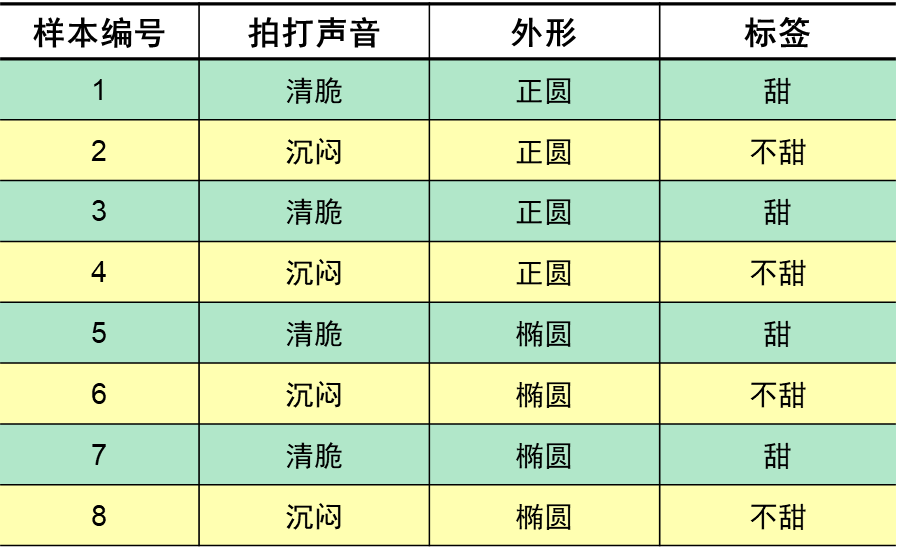 样本编号 拍打声音 外形 标签
1 清脆 正圆 甜
2 沉闷 正圆 不甜
3 清脆 正圆 甜
4 沉闷 正圆 不甜
5 清脆 椭圆 甜
6 沉闷 椭圆 不甜
7 清脆 椭圆 甜
8 沉闷 椭圆 不甜